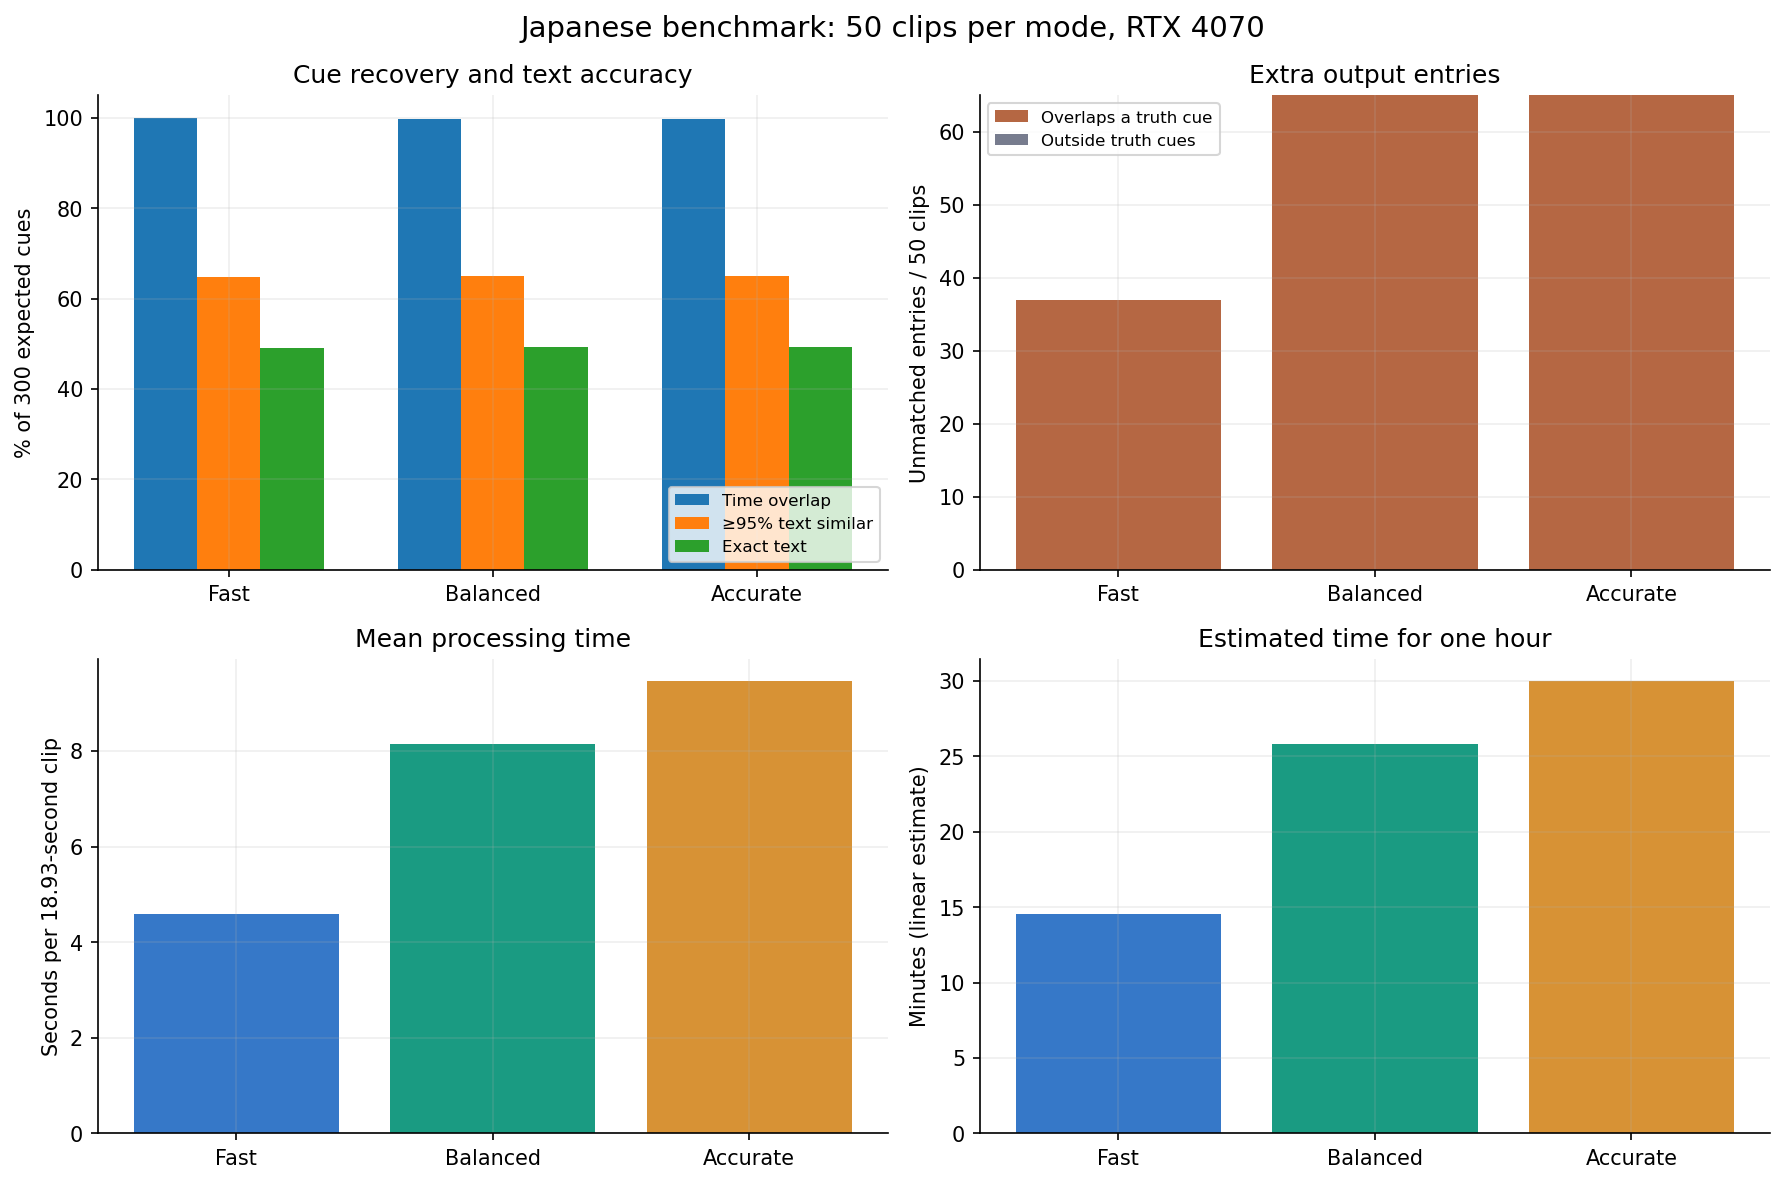 Japanese benchmark: 50 clips per mode, RTX 4070
Cue recovery and text accuracy
% of 300 expected cues
100
80
60
40
20
0
Time overlap
≥95% text similar
Exact text
Fast
Balanced
Accurate
Extra output entries
Unmatched entries / 50 clips
60
50
40
30
20
10
0
Overlaps a truth cue
Outside truth cues
Fast
Balanced
Accurate
Mean processing time
Seconds per 18.93-second clip
8
6
4
2
0
Fast
Balanced
Accurate
Estimated time for one hour
Minutes (linear estimate)
30
25
20
15
10
5
0
Fast
Balanced
Accurate